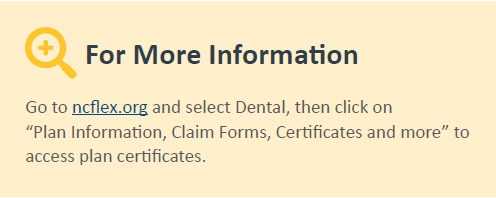 For More Information
Go to ncflex.org and select Dental, then click on
“Plan Information, Claim Forms, Certificates and more” to
access plan certificates.